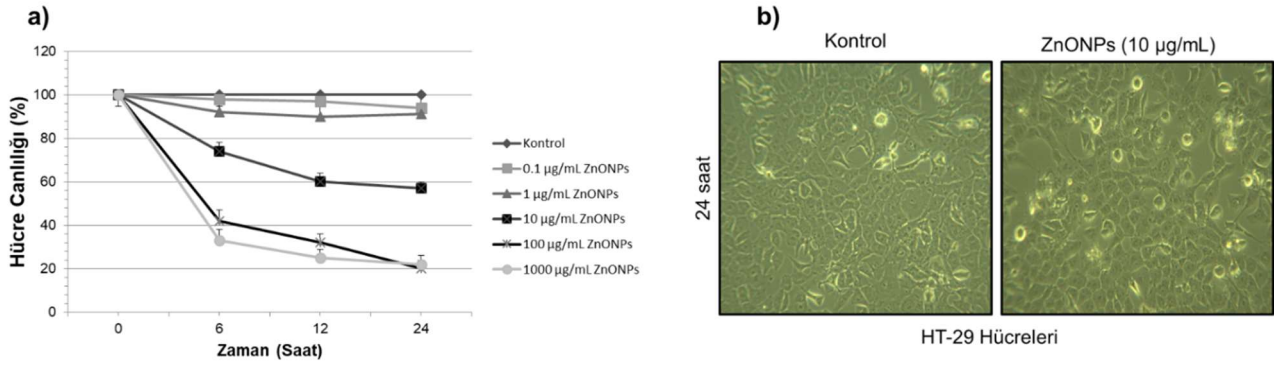 a)
120
100
80
60
40
20
0
Hücre Canlılığı (%)
0 6 12 24
Zaman (Saat)
Kontrol
0.1 µg/mL ZnONPs
1 µg/mL ZnONPs
10 µg/mL ZnONPs
100 µg/mL ZnONPs
1000 µg/mL ZnONPs
b)
Kontrol
ZnONPs (10 µg/mL)
24 saat
HT-29 Hücreleri